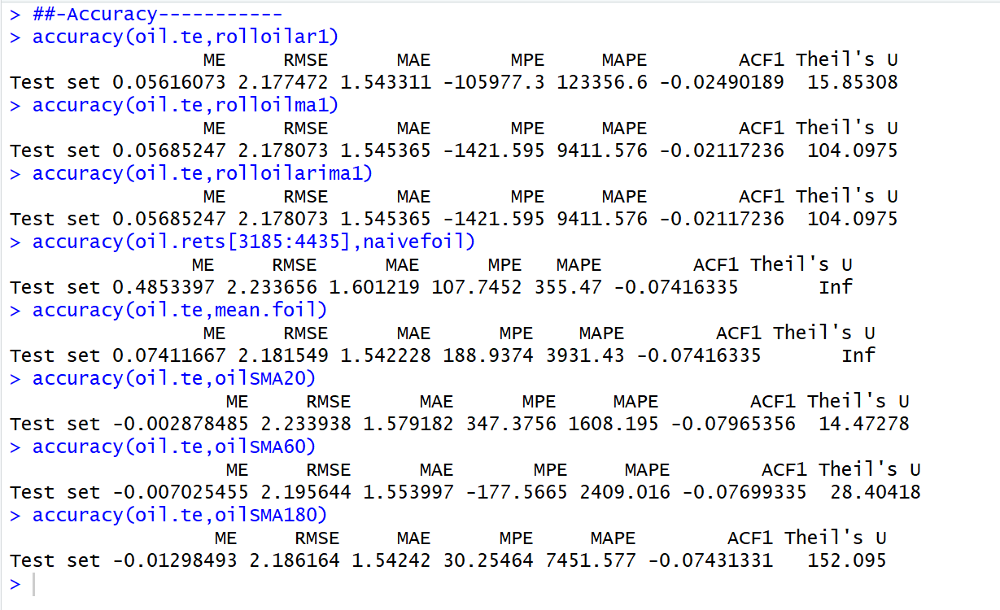 > ##-Accuracy-----------
> accuracy(oil.te,rolloilar1)
ME RMSE MAE MPE MAPE ACF1 Theil's U
Test set 0.05616073 2.177472 1.543311 -105977.3 123356.6 -0.02490189 15.85308
> accuracy(oil.te,rolloilma1)
ME RMSE MAE MPE MAPE ACF1 Theil's U
Test set 0.05685247 2.178073 1.545365 -1421.595 9411.576 -0.02117236 104.0975
> accuracy(oil.te,rolloilarima1)
ME RMSE MAE MPE MAPE ACF1 Theil's U
Test set 0.05685247 2.178073 1.545365 -1421.595 9411.576 -0.02117236 104.0975
> accuracy(oil.rets[3185:4435],naivefoil)
ME RMSE MAE MPE MAPE ACF1 Theil's U
Test set 0.4853397 2.233656 1.601219 107.7452 355.47 -0.07416335 Inf
> accuracy(oil.te,mean.foil)
ME RMSE MAE MPE MAPE ACF1 Theil's U
Test set 0.07411667 2.181549 1.542228 188.9374 3931.43 -0.07416335 Inf
> accuracy(oil.te,oilSMA20)
ME RMSE MAE MPE MAPE ACF1 Theil's U
Test set -0.002878485 2.233938 1.579182 347.3756 1608.195 -0.07965356 14.47278
> accuracy(oil.te,oilSMA60)
ME RMSE MAE MPE MAPE ACF1 Theil's U
Test set -0.007025455 2.195644 1.553997 -177.5665 2409.016 -0.07699335 28.40418
> accuracy(oil.te,oilSMA180)
ME RMSE MAE MPE MAPE ACF1 Theil's U
Test set -0.01298493 2.186164 1.54242 30.25464 7451.577 -0.07431331 152.095
>